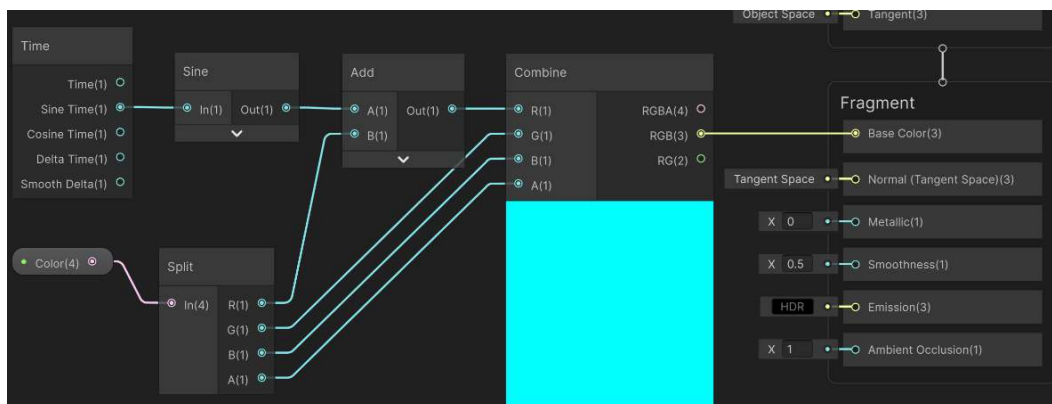 Object Space
Tangent(3)
Time
Time(1)
Sine Time(1)
Cosine Time(1)
Delta Time(1)
Smooth Delta(1)
Sine
In(1) Out(1)
Add
A(1) Out(1)
B(1)
Combine
R(1) RGBA(4)
G(1) RGB(3)
B(1) RG(2)
A(1)
Fragment
Base Color(3)
Tangent Space Normal (Tangent Space)(3)
X 0 Metallic(1)
X 0.5 Smoothness(1)
HDR Emission(3)
X 1 Ambient Occlusion(1)
Color(4)
Split
In(4) R(1)
G(1)
B(1)
A(1)